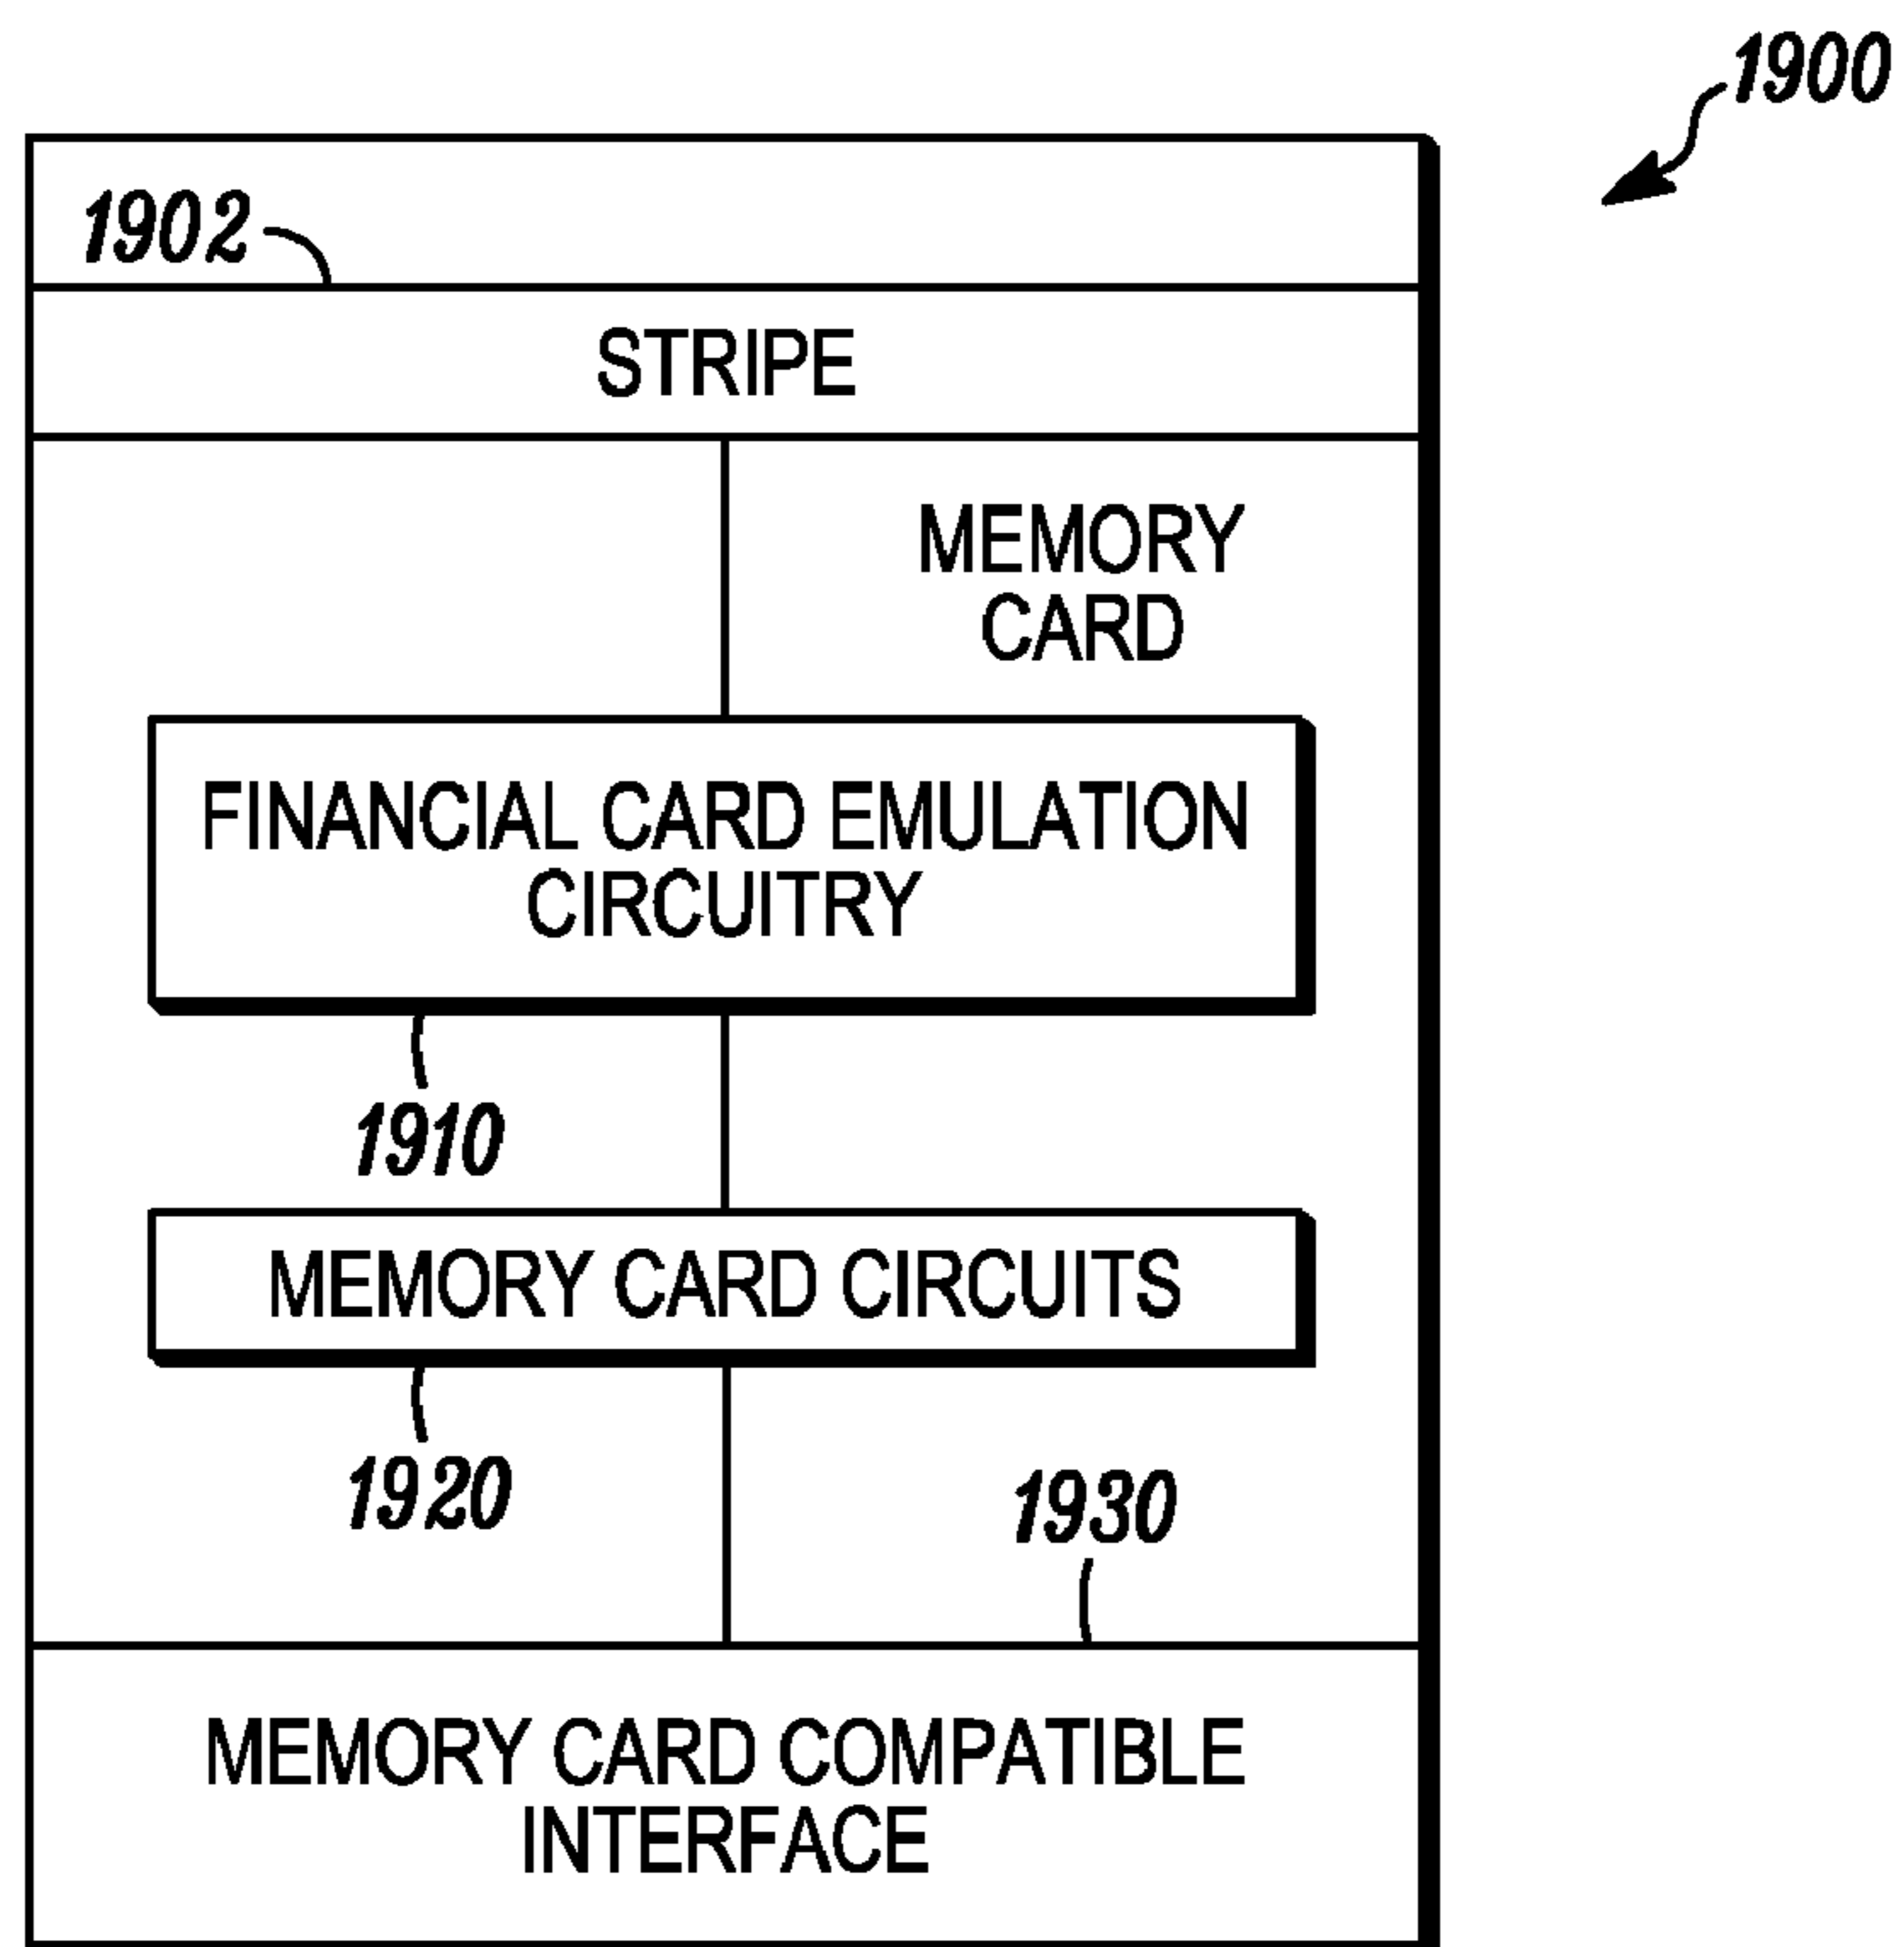 1900
1902
STRIPE
MEMORY
CARD
FINANCIAL CARD EMULATION
CIRCUITRY
1910
MEMORY CARD CIRCUITS
1920
1930
MEMORY CARD COMPATIBLE
INTERFACE